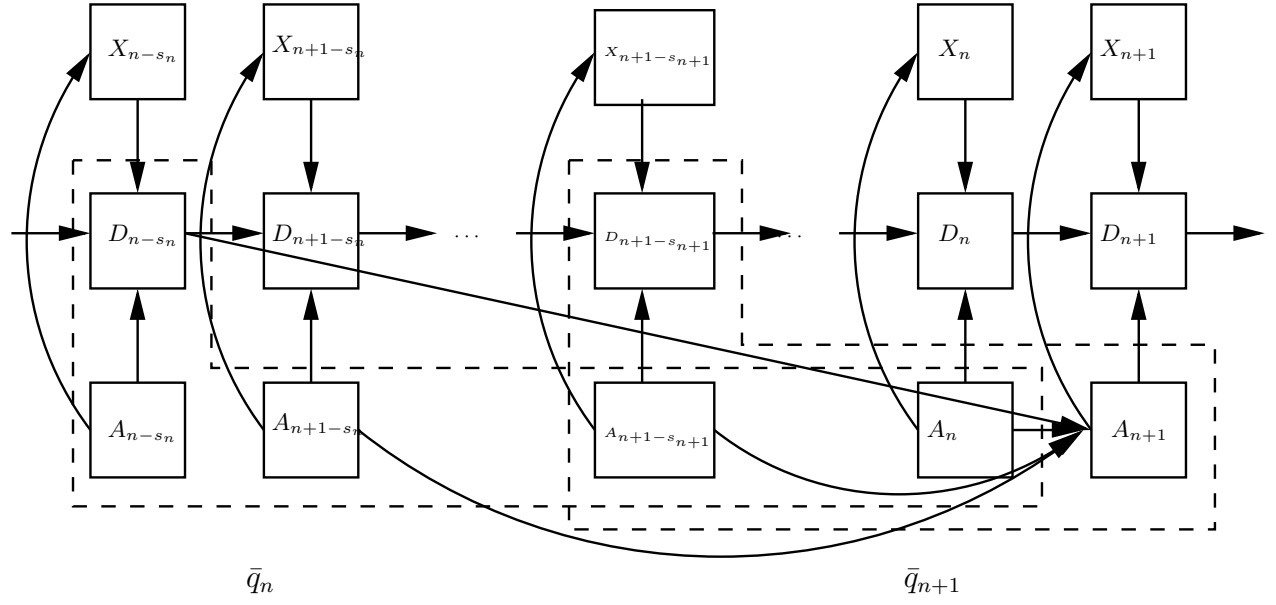 X_{n-s_n} X_{n+1-s_n} X_{n+1-s_{n+1}} X_n X_{n+1}
D_{n-s_n} D_{n+1-s_n} ... D_{n+1-s_{n+1}} ... D_n D_{n+1}
A_{n-s_n} A_{n+1-s_n} A_{n+1-s_{n+1}} A_n A_{n+1}
q̄_n q̄_{n+1}